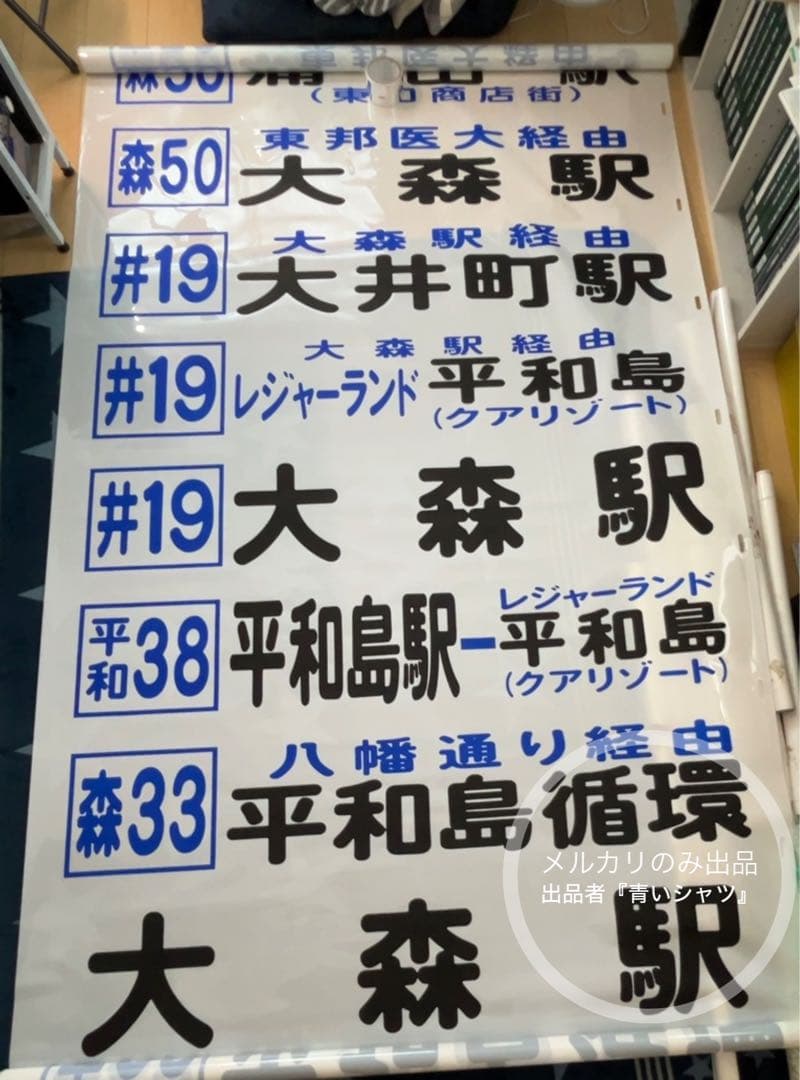 森50
(東和商店街)
森50
東邦医大経由
大森駅
井19
大森駅経由
大井町駅
井19
大森駅経由
レジャーランド平和島
(クアリゾート)
井19
大森駅
平和38
平和島駅ー
レジャーランド
平和島
(クアリゾート)
森33
八幡通り経由
平和島循環
メルカリのみ出品
出品者『青いシャツ』
大森駅